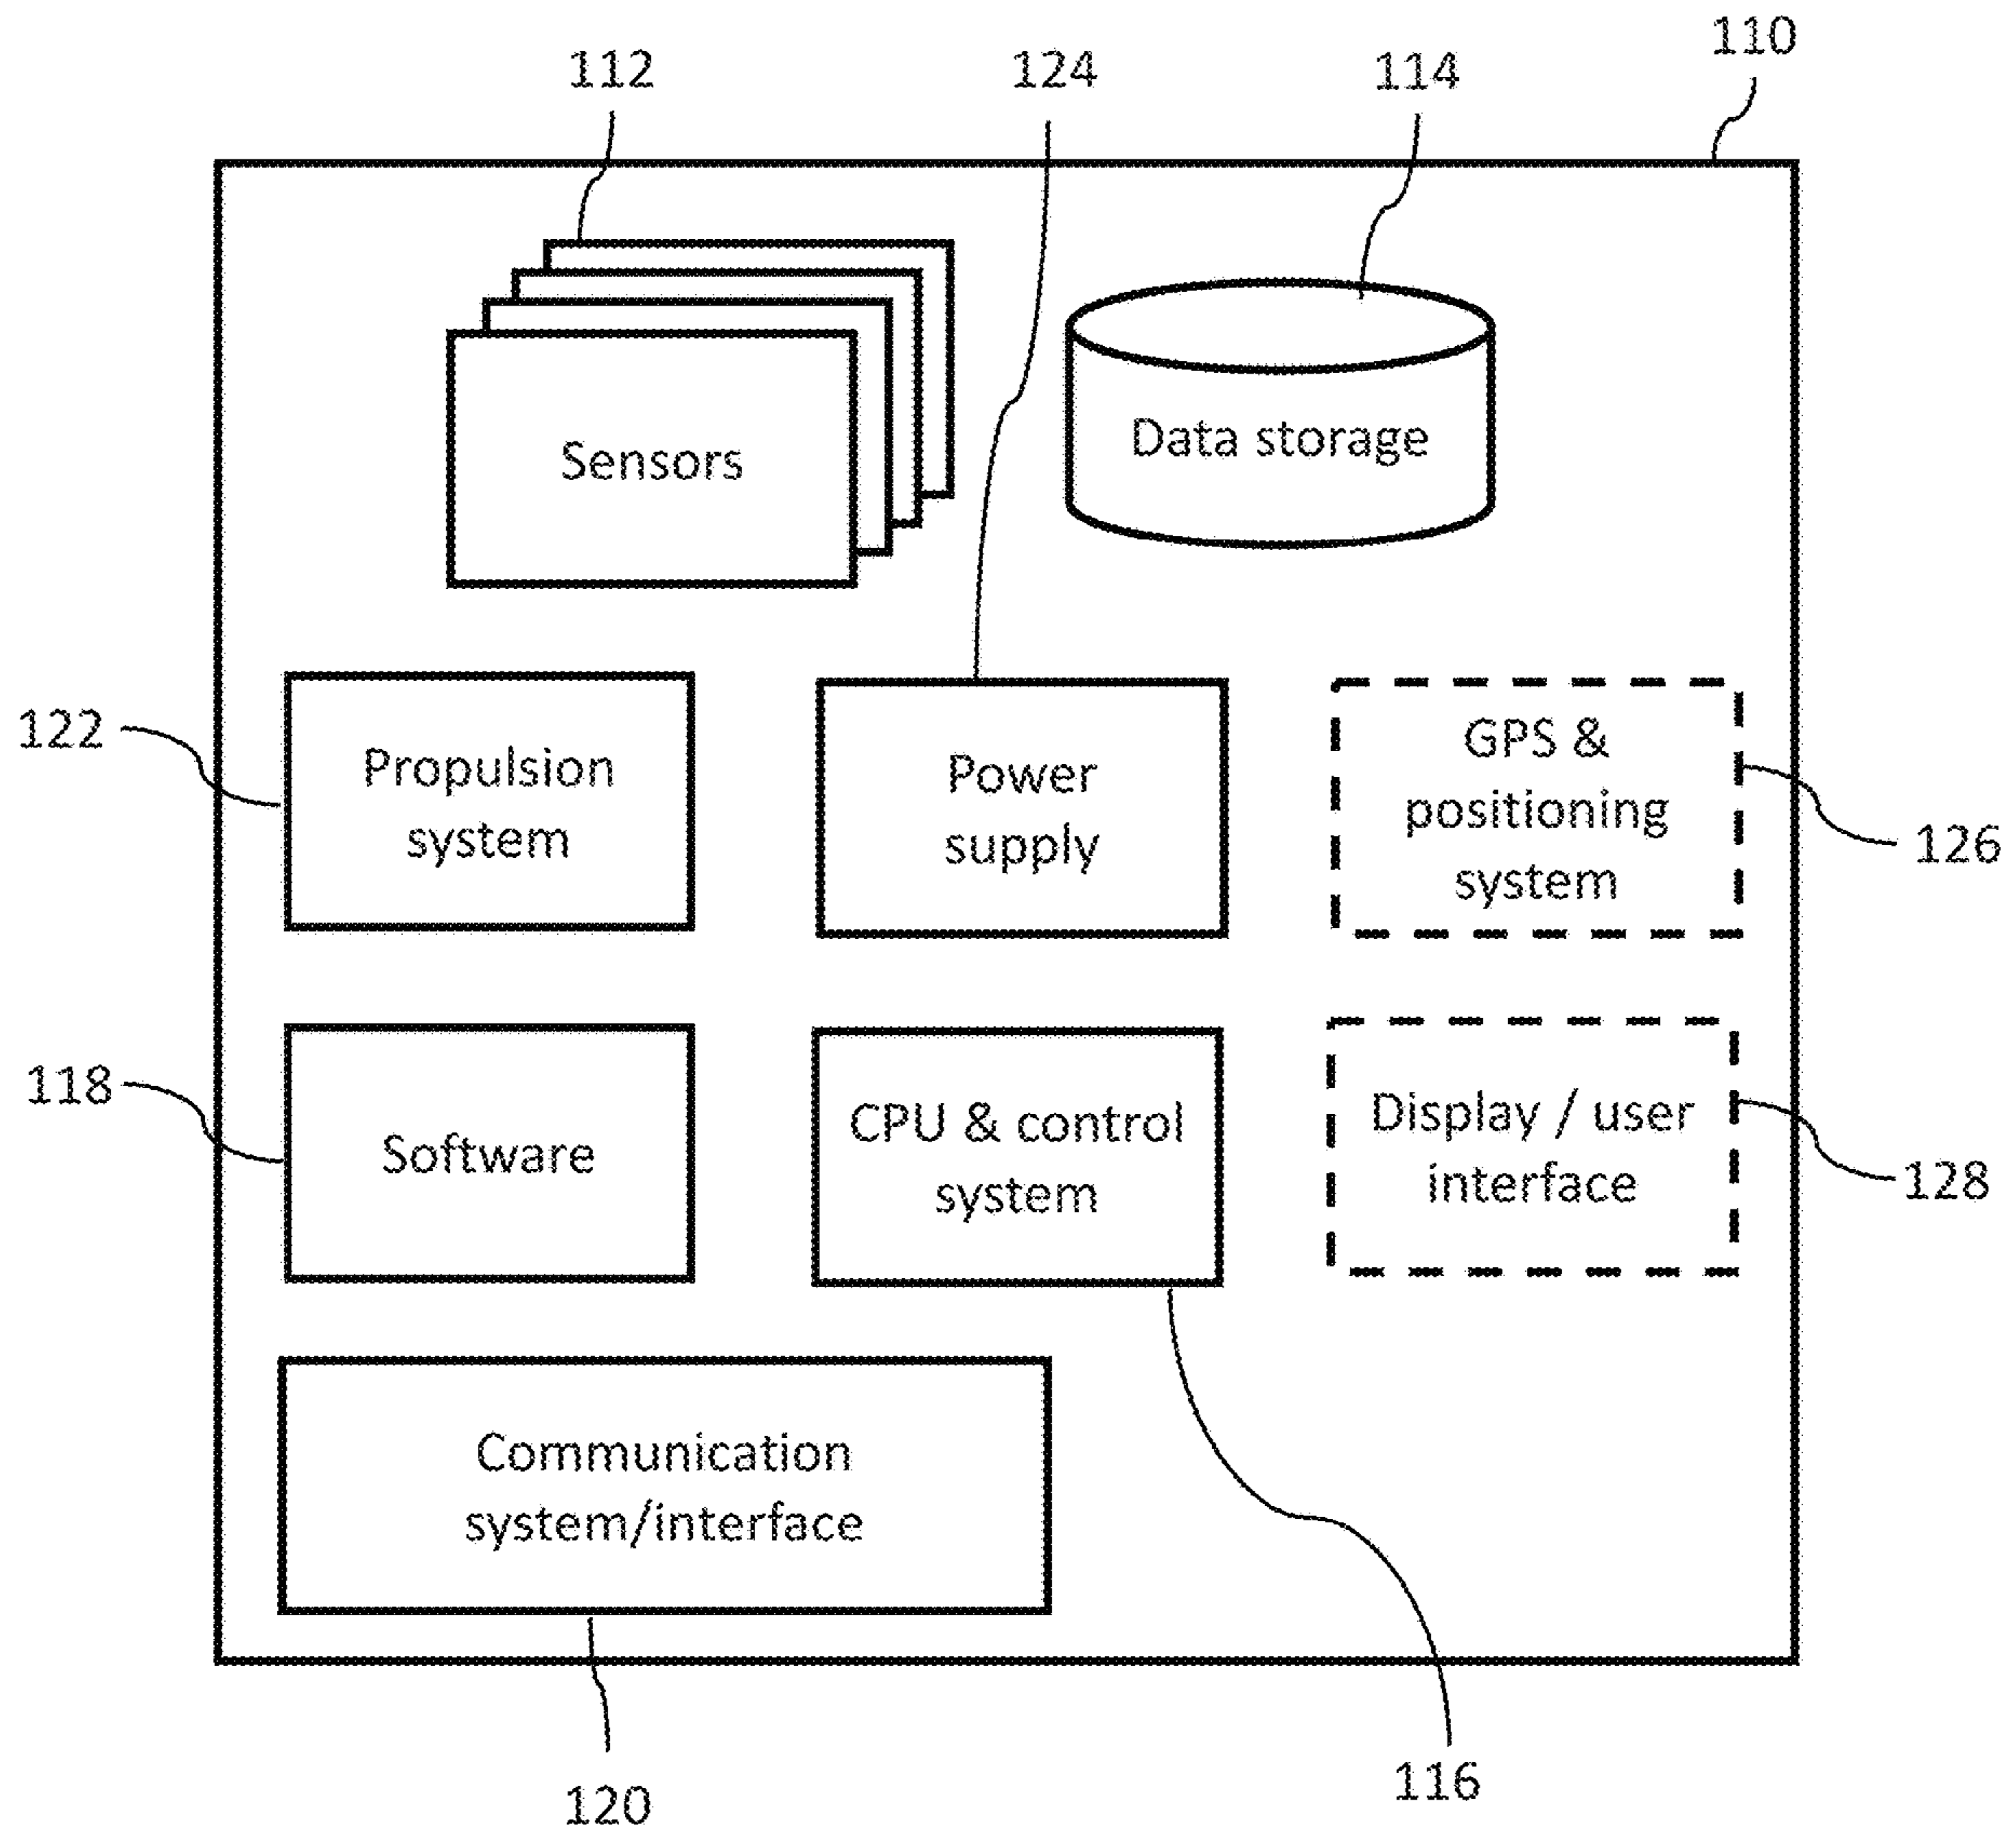 110
112
124
114
Sensors
Data storage
122
Propulsion
system
Power
supply
GPS &
positioning
system
126
118
Software
CPU & control
system
Display / user
interface
128
Communication
system/interface
120
116